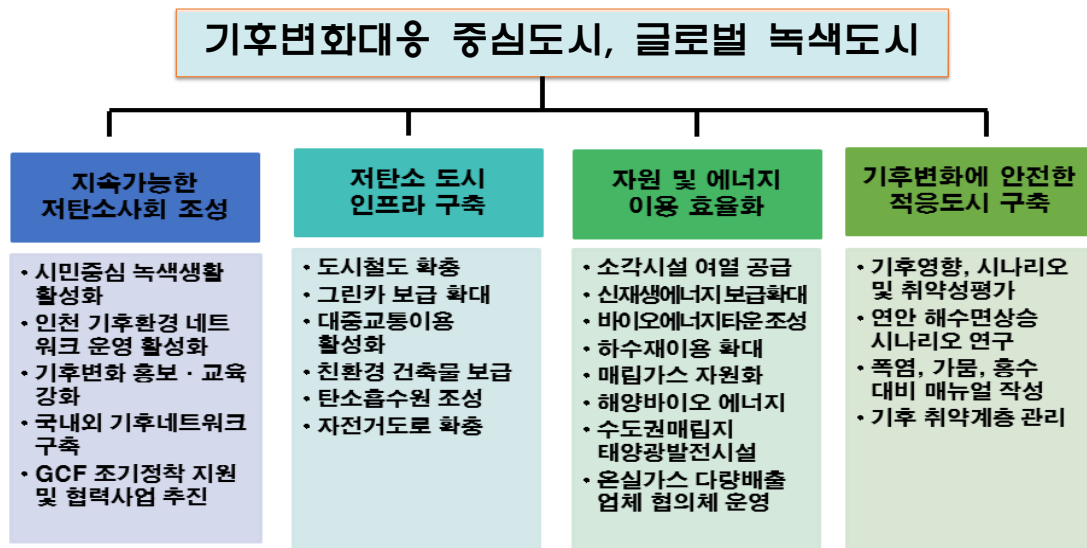 기후변화대응 중심도시, 글로벌 녹색도시
지속가능한
저탄소사회 조성
• 시민중심 녹색생활
활성화
• 인천 기후환경 네트
워크 운영 활성화
• 기후변화 홍보 · 교육
강화
• 국내외 기후네트워크
구축
• GCF 조기정착 지원
및 협력사업 추진
저탄소 도시
인프라 구축
• 도시철도 확충
• 그린카 보급 확대
• 대중교통이용
활성화
• 친환경 건축물 보급
• 탄소흡수원 조성
• 자전거도로 확충
자원 및 에너지
이용 효율화
• 소각시설 여열 공급
• 신재생에너지 보급확대
• 바이오에너지타운 조성
• 하수재이용 확대
• 매립가스 자원화
• 해양바이오 에너지
• 수도권매립지
태양광발전시설
• 온실가스 다량배출
업체 협의체 운영
기후변화에 안전한
적응도시 구축
• 기후영향, 시나리오
및 취약성평가
• 연안 해수면상승
시나리오 연구
• 폭염, 가뭄, 홍수
대비 매뉴얼 작성
• 기후 취약계층 관리